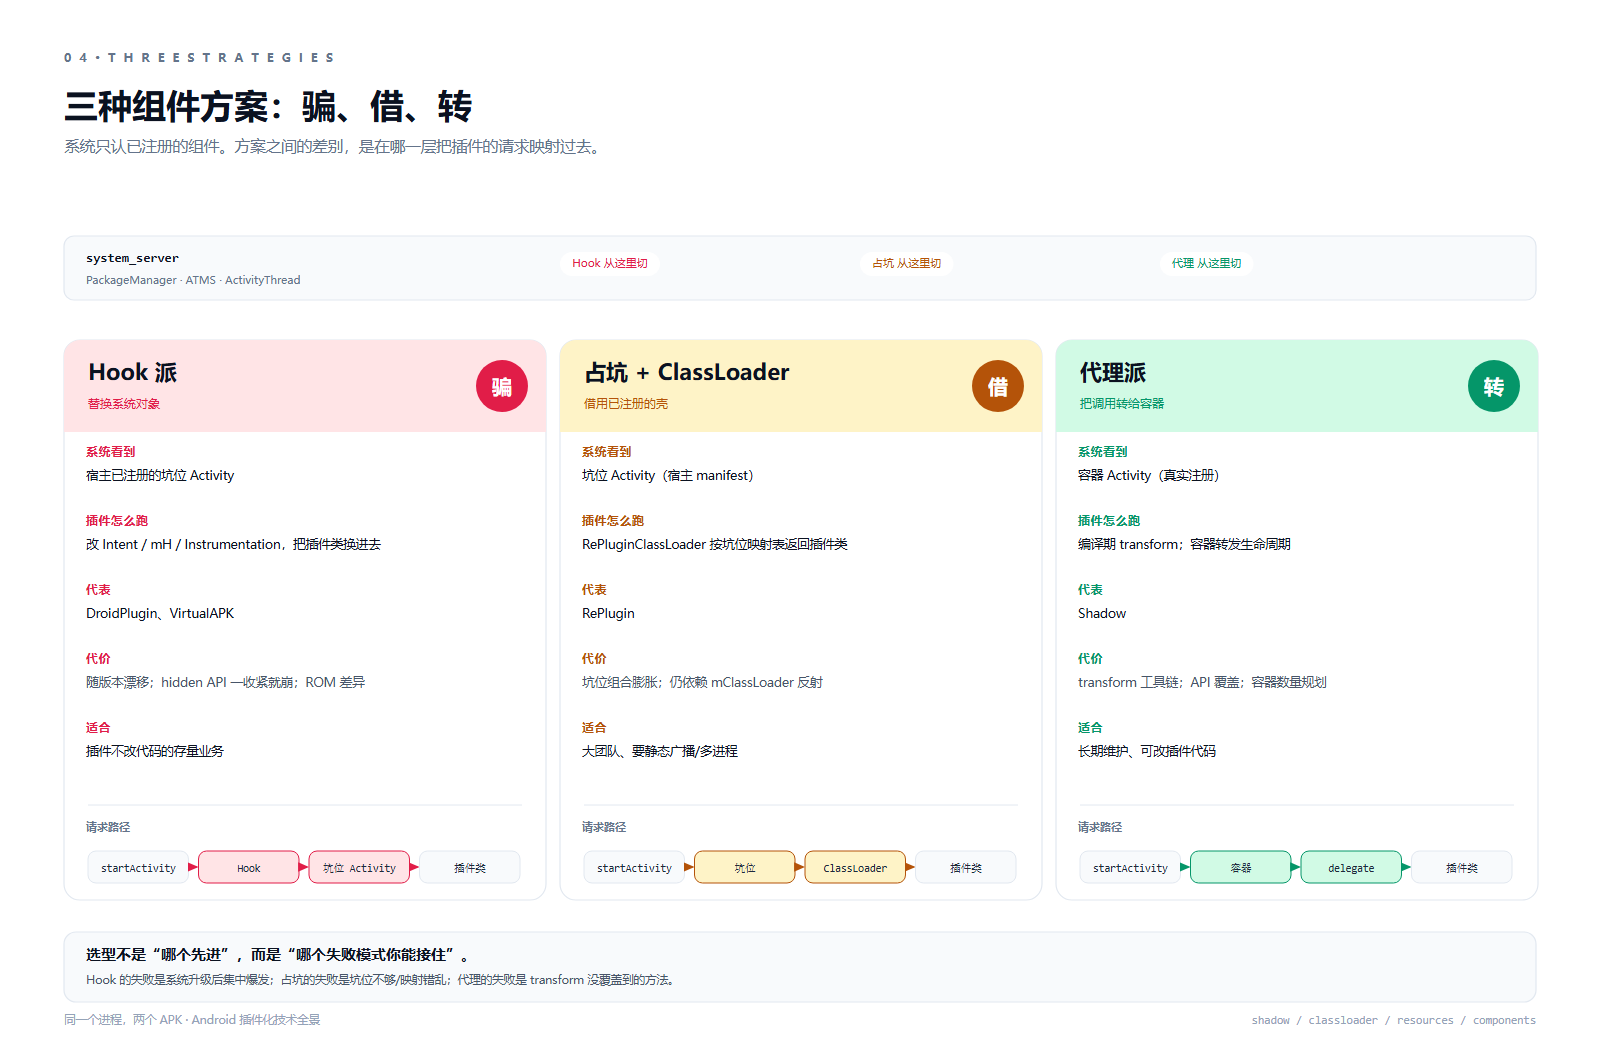 04·THREESTRATEGIES
三种组件方案：骗、借、转
系统只认已注册的组件。方案之间的差别，是在哪一层把插件的请求映射过去。
system_server
PackageManager · ATMS · ActivityThread
Hook 从这里切
占坑 从这里切
代理 从这里切
Hook 派
替换系统对象
骗
系统看到
宿主已注册的坑位 Activity
插件怎么跑
改 Intent / mH / Instrumentation，把插件类换进去
代表
DroidPlugin、VirtualAPK
代价
随版本漂移；hidden API 一收紧就崩；ROM 差异
适合
插件不改代码的存量业务
请求路径
startActivity
Hook
坑位 Activity
插件类
占坑 + ClassLoader
借用已注册的壳
借
系统看到
坑位 Activity（宿主 manifest）
插件怎么跑
RePluginClassLoader 按坑位映射表返回插件类
代表
RePlugin
代价
坑位组合膨胀；仍依赖 mClassLoader 反射
适合
大团队、要静态广播/多进程
请求路径
startActivity
坑位
ClassLoader
插件类
代理派
把调用转给容器
转
系统看到
容器 Activity（真实注册）
插件怎么跑
编译期 transform；容器转发生命周期
代表
Shadow
代价
transform 工具链；API 覆盖；容器数量规划
适合
长期维护、可改插件代码
请求路径
startActivity
容器
delegate
插件类
选型不是“哪个先进”，而是“哪个失败模式你能接住”。
Hook 的失败是系统升级后集中爆发；占坑的失败是坑位不够/映射错乱；代理的失败是 transform 没覆盖到的方法。
同一个进程，两个 APK · Android 插件化技术全景
shadow / classloader / resources / components